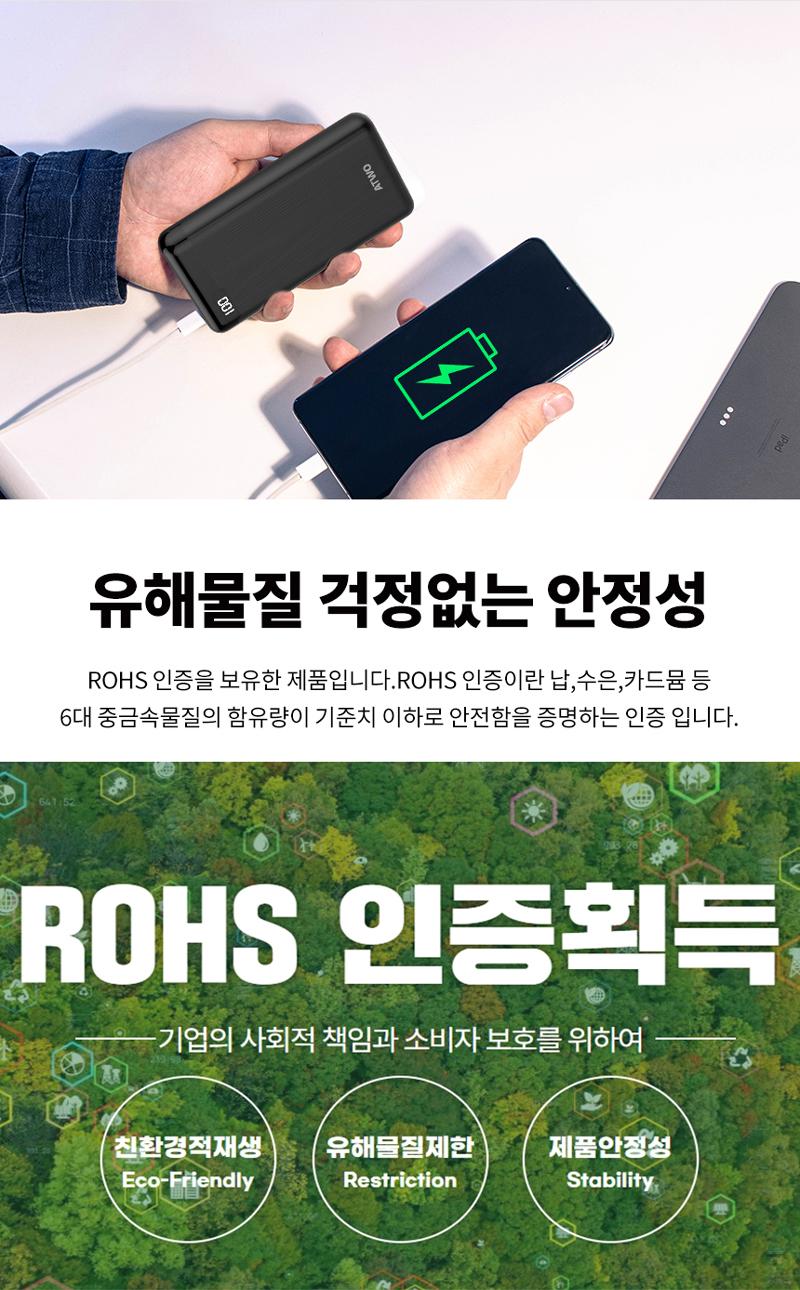 ATWO
100
iPad
유해물질 걱정없는 안정성
ROHS 인증을 보유한 제품입니다.ROHS 인증이란 납,수은,카드뮴 등
6대 중금속물질의 함유량이 기준치 이하로 안전함을 증명하는 인증 입니다.
641:52
ROHS 인증획득
기업의 사회적 책임과 소비자 보호를 위하여
친환경적재생
Eco-Friendly
유해물질제한
Restriction
제품안정성
Stability